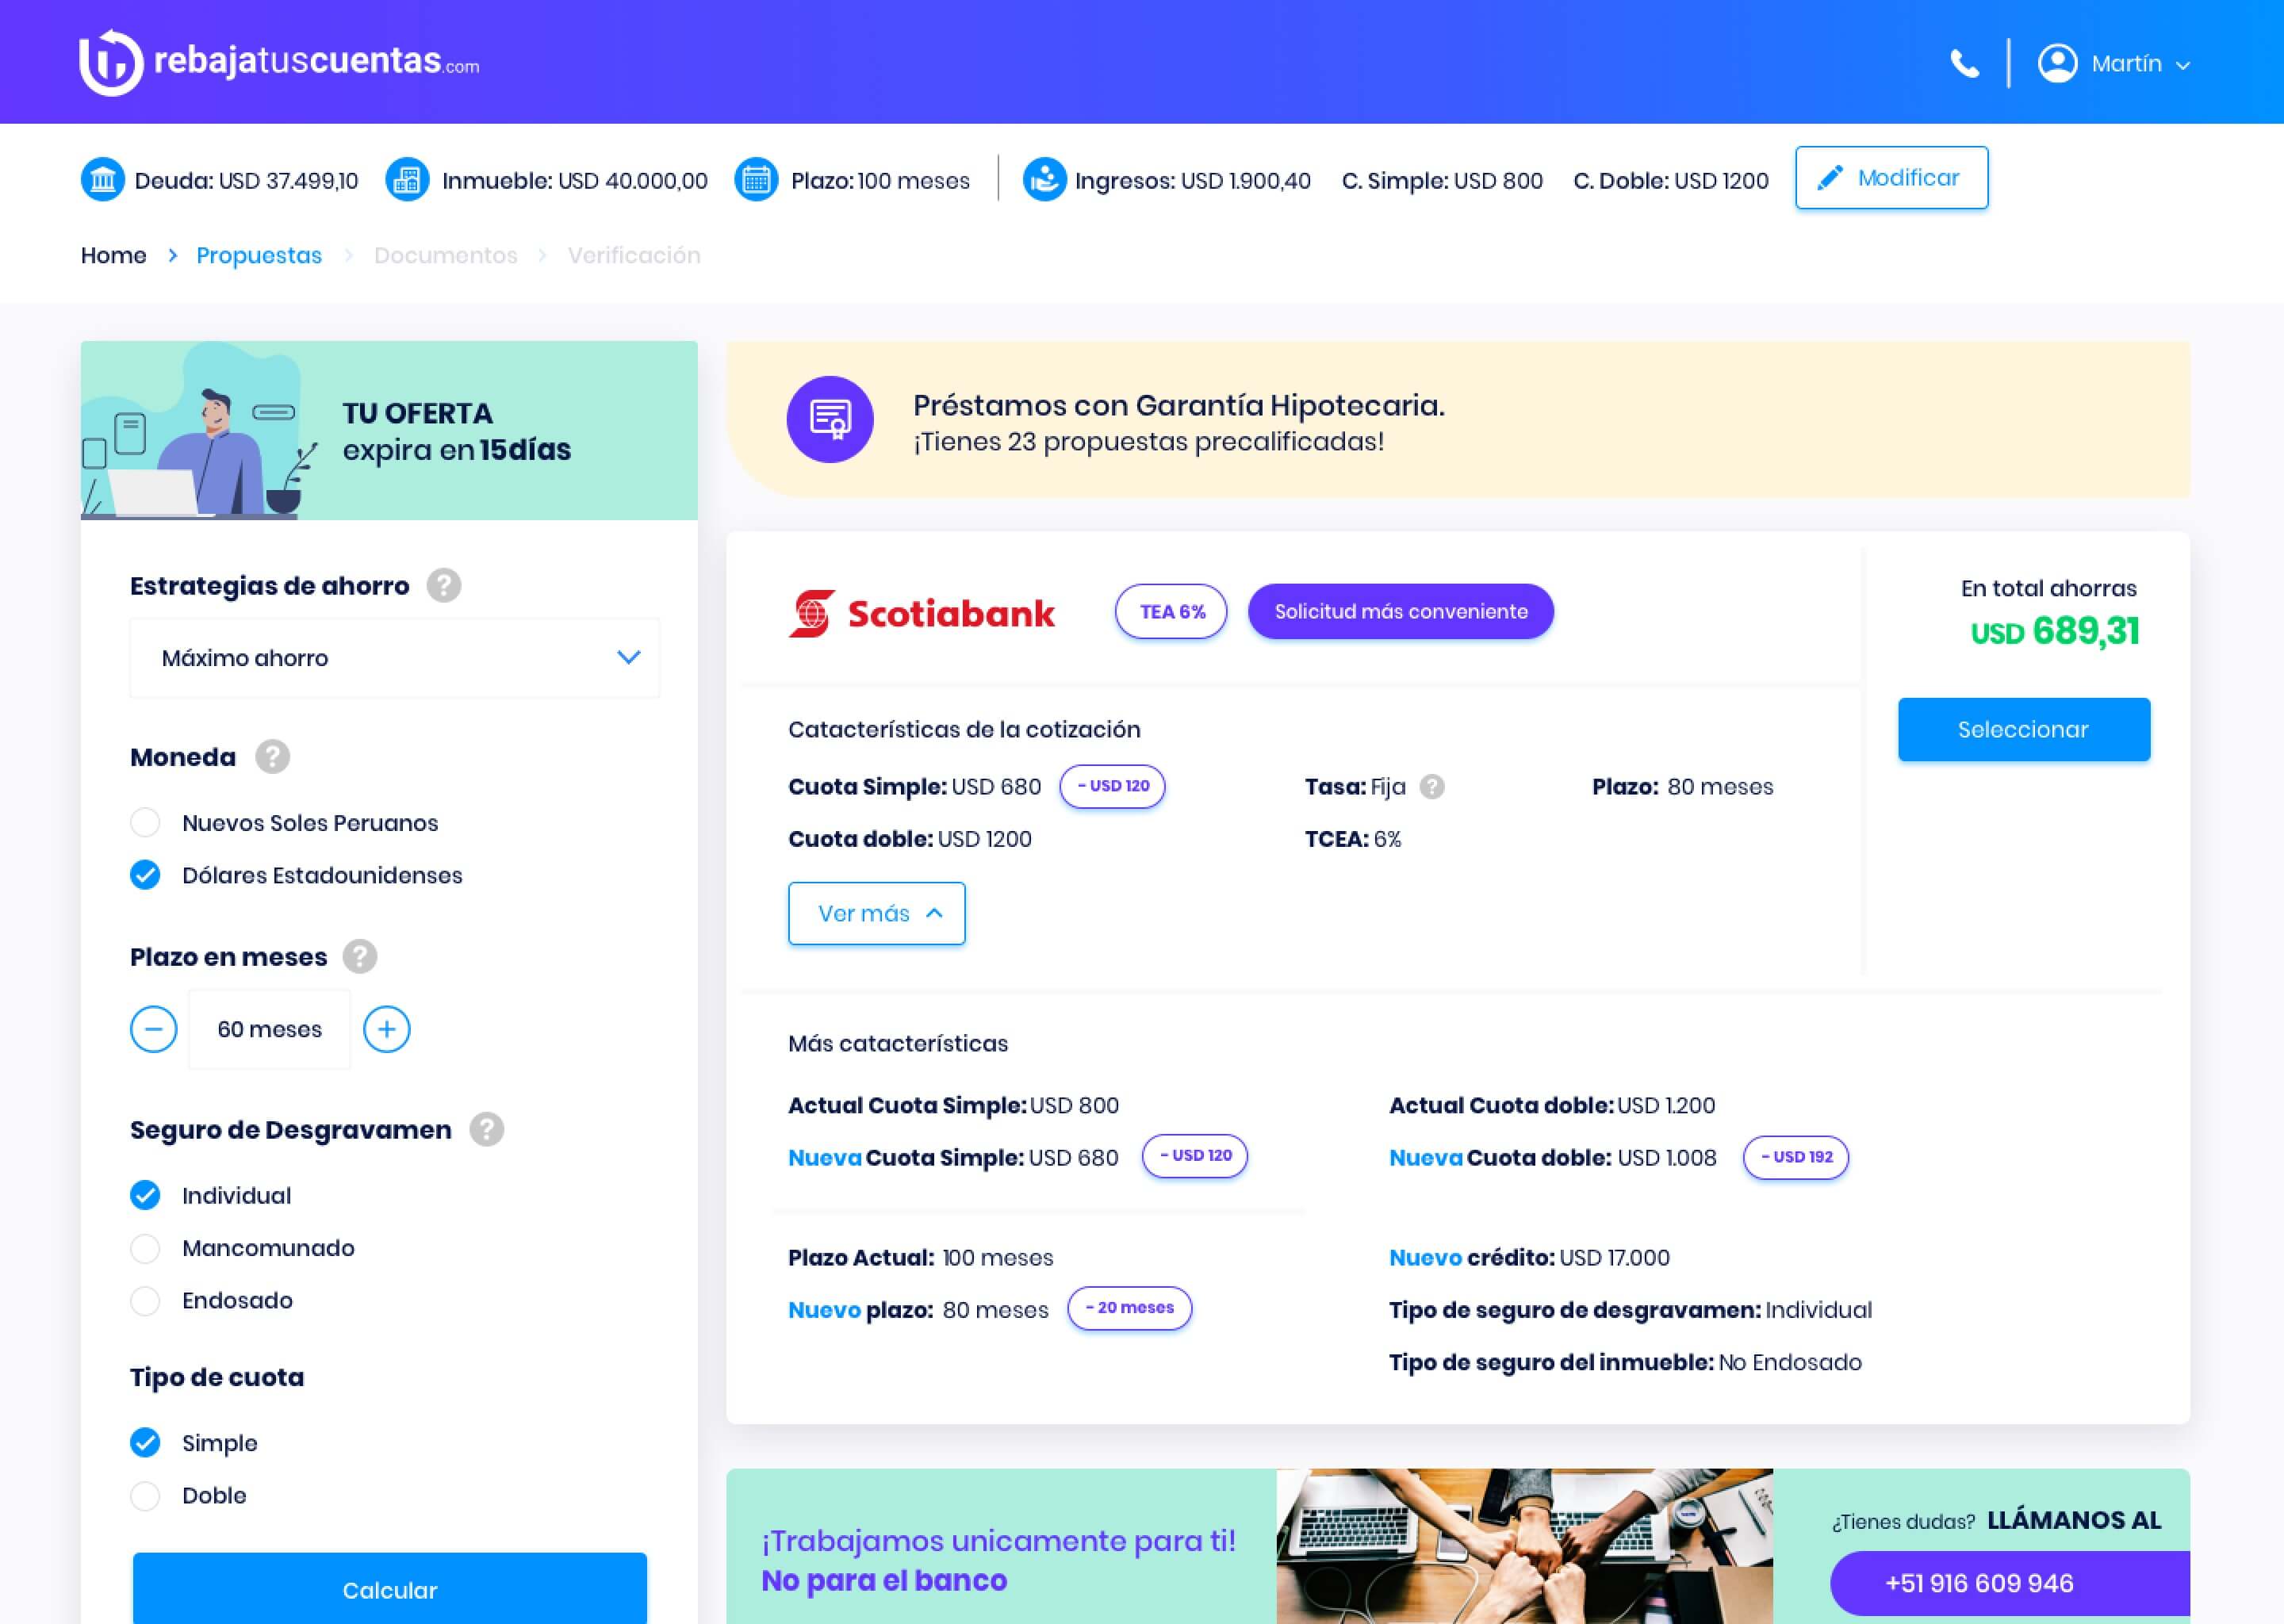 rebajatuscuentas.com
Martín
Deuda: USD 37.499,10
Inmueble: USD 40.000,00
Plazo: 100 meses
Ingresos: USD 1.900,40
C. Simple: USD 800
C. Doble: USD 1200
Modificar
Home > Propuestas > Documentos > Verificación
TU OFERTA
expira en 15días
Estrategias de ahorro ?
Máximo ahorro
Moneda ?
Nuevos Soles Peruanos
Dólares Estadounidenses
Plazo en meses ?
− 60 meses +
Seguro de Desgravamen ?
Individual
Mancomunado
Endosado
Tipo de cuota
Simple
Doble
Calcular
Préstamos con Garantía Hipotecaria.
¡Tienes 23 propuestas precalificadas!
Scotiabank
TEA 6%
Solicitud más conveniente
En total ahorras
USD 689,31
Seleccionar
Catacterísticas de la cotización
Cuota Simple: USD 680 - USD 120
Tasa: Fija ?
Plazo: 80 meses
Cuota doble: USD 1200
TCEA: 6%
Ver más
Más catacterísticas
Actual Cuota Simple: USD 800
Nueva Cuota Simple: USD 680 - USD 120
Actual Cuota doble: USD 1.200
Nueva Cuota doble: USD 1.008 - USD 192
Plazo Actual: 100 meses
Nuevo plazo: 80 meses - 20 meses
Nuevo crédito: USD 17.000
Tipo de seguro de desgravamen: Individual
Tipo de seguro del inmueble: No Endosado
¡Trabajamos unicamente para ti!
No para el banco
¿Tienes dudas? LLÁMANOS AL
+51 916 609 946